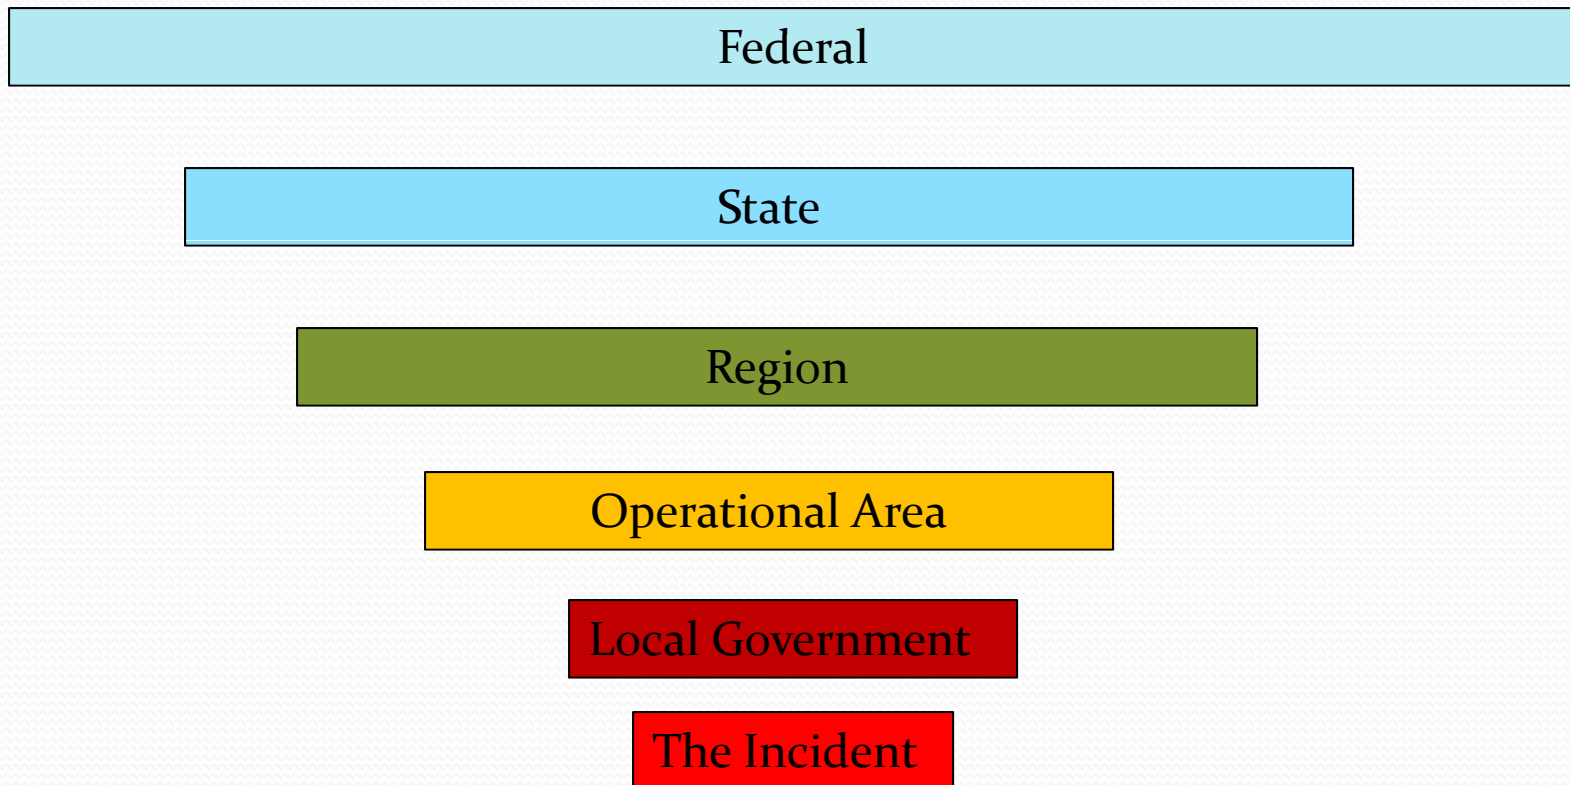 Federal
State
Region
Operational Area
Local Government
The Incident